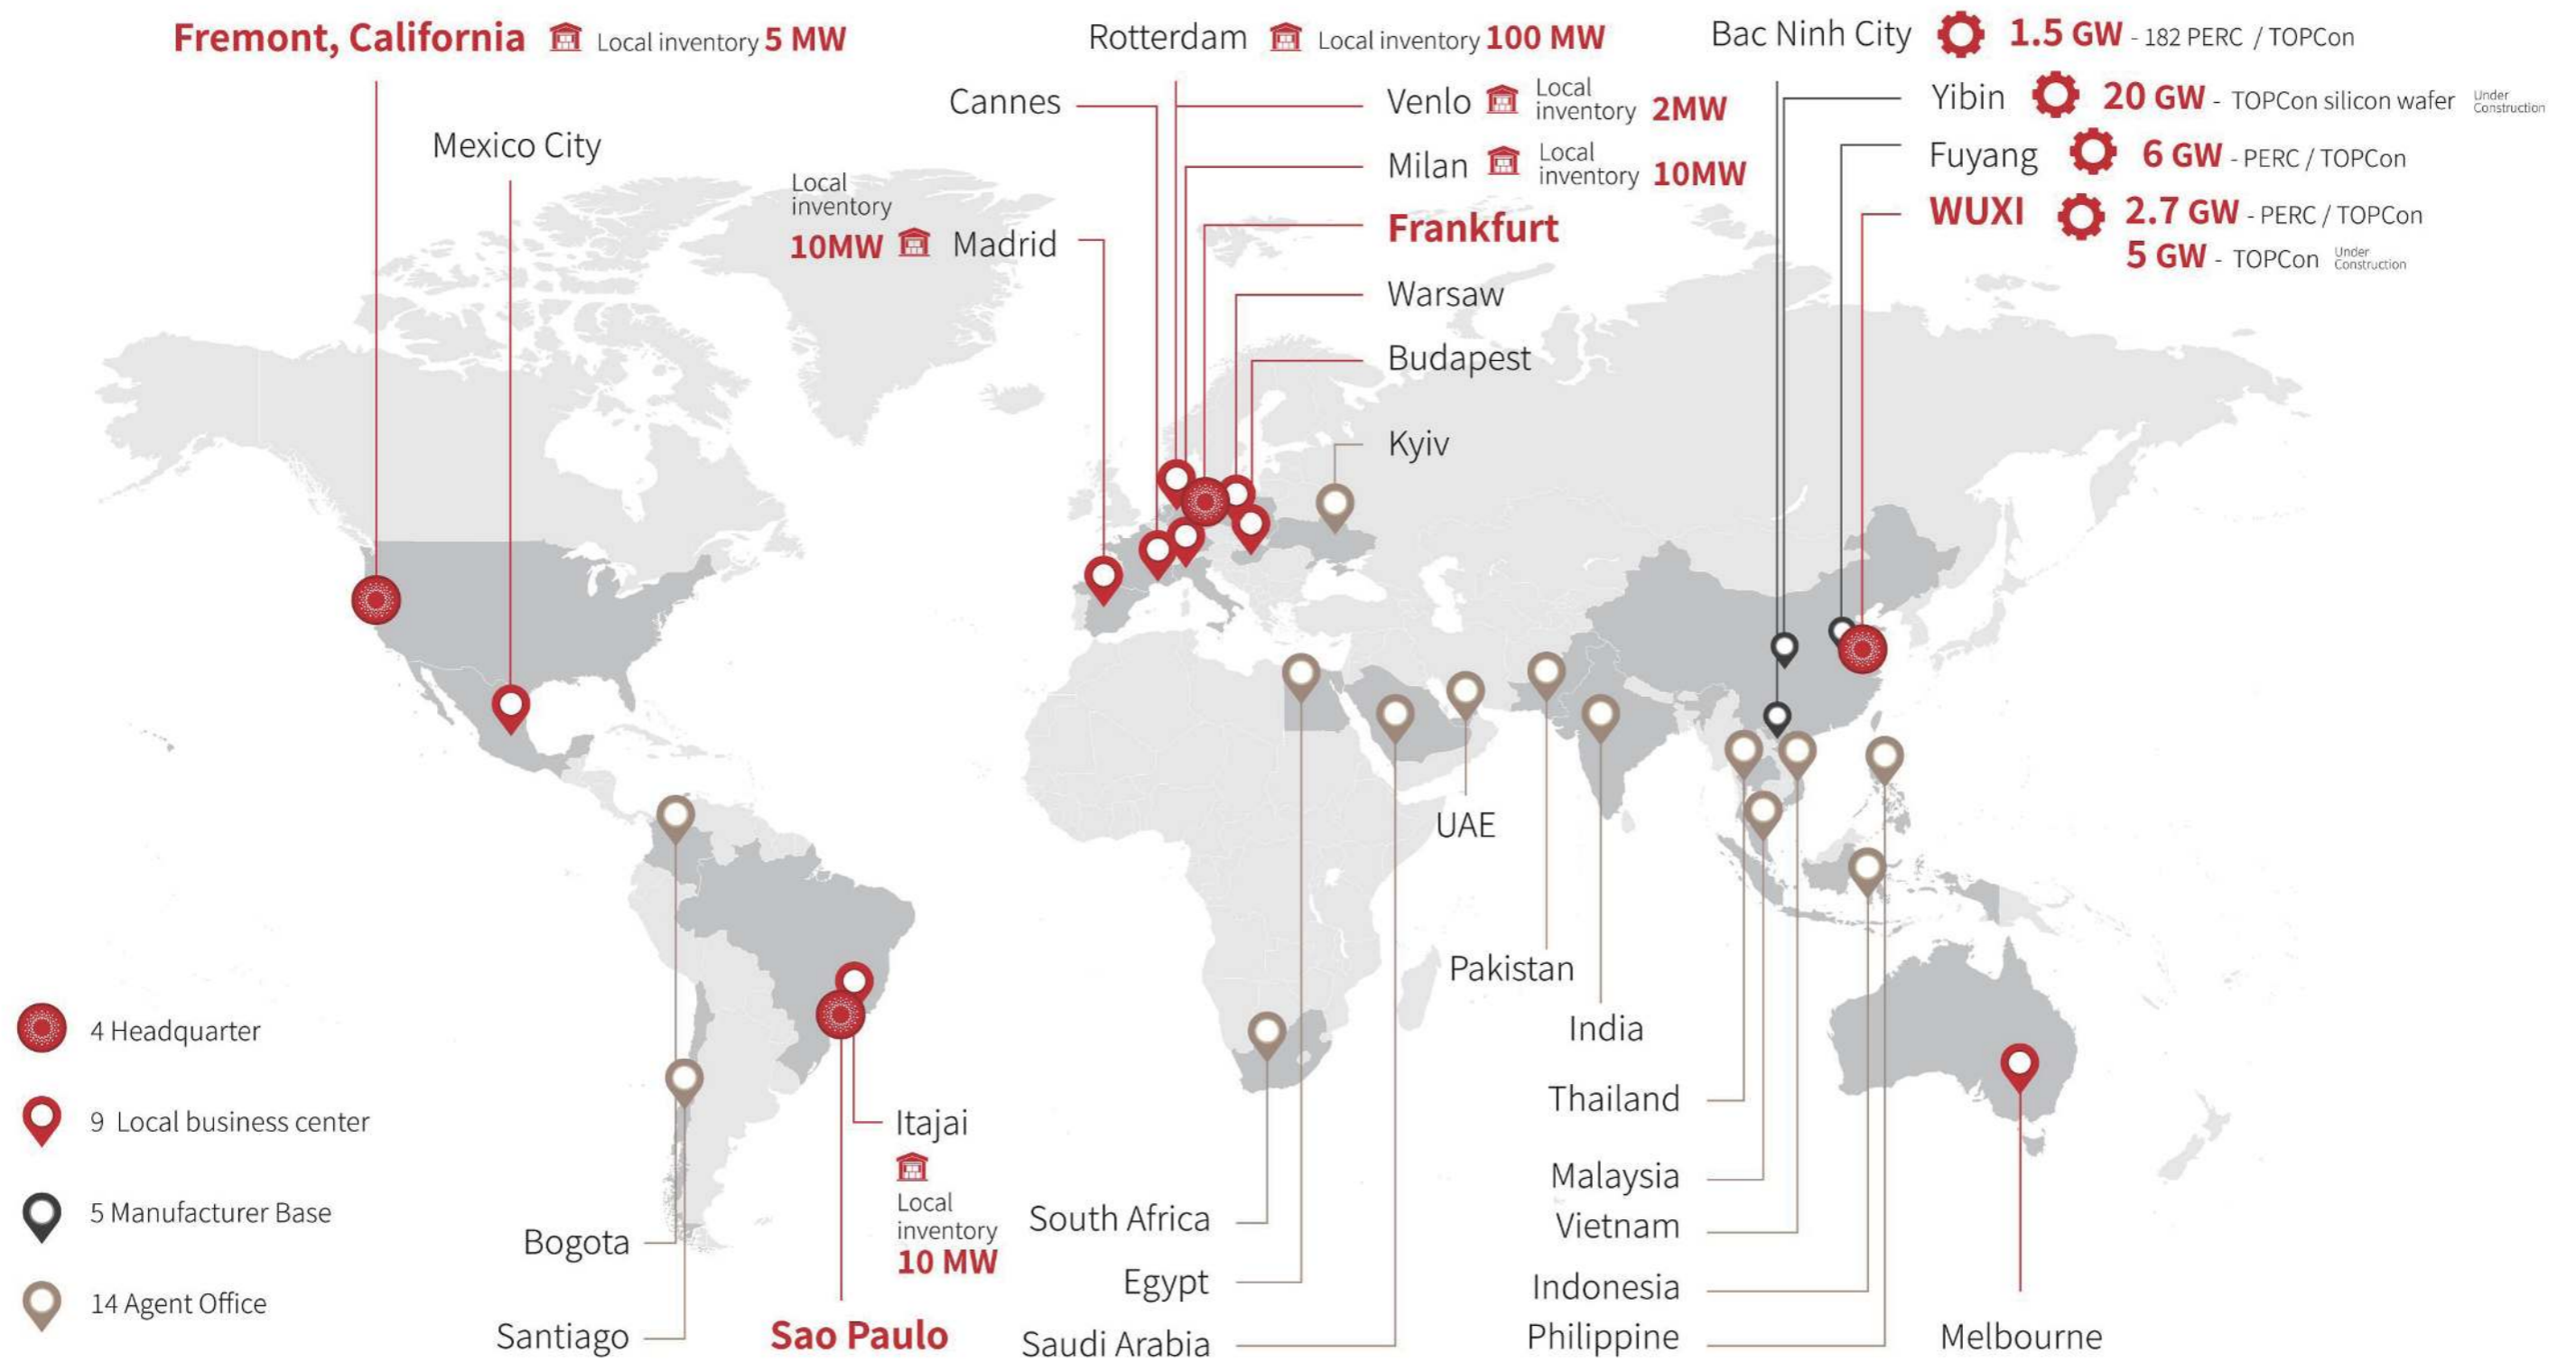 Fremont, California Local inventory 5 MW
Mexico City
Rotterdam Local inventory 100 MW
Cannes
Venlo Local inventory 2MW
Milan Local inventory 10MW
Local
inventory
10MW Madrid
Frankfurt
Warsaw
Budapest
Kyiv
Bac Ninh City 1.5 GW - 182 PERC / TOPCon
Yibin 20 GW - TOPCon silicon wafer Under Construction
Fuyang 6 GW - PERC / TOPCon
WUXI 2.7 GW - PERC / TOPCon
5 GW - TOPCon Under Construction
UAE
Pakistan
India
Thailand
Malaysia
Vietnam
Indonesia
Philippine
Melbourne
South Africa
Egypt
Saudi Arabia
Itajai
Local
inventory
10 MW
Sao Paulo
Bogota
Santiago
4 Headquarter
9 Local business center
5 Manufacturer Base
14 Agent Office